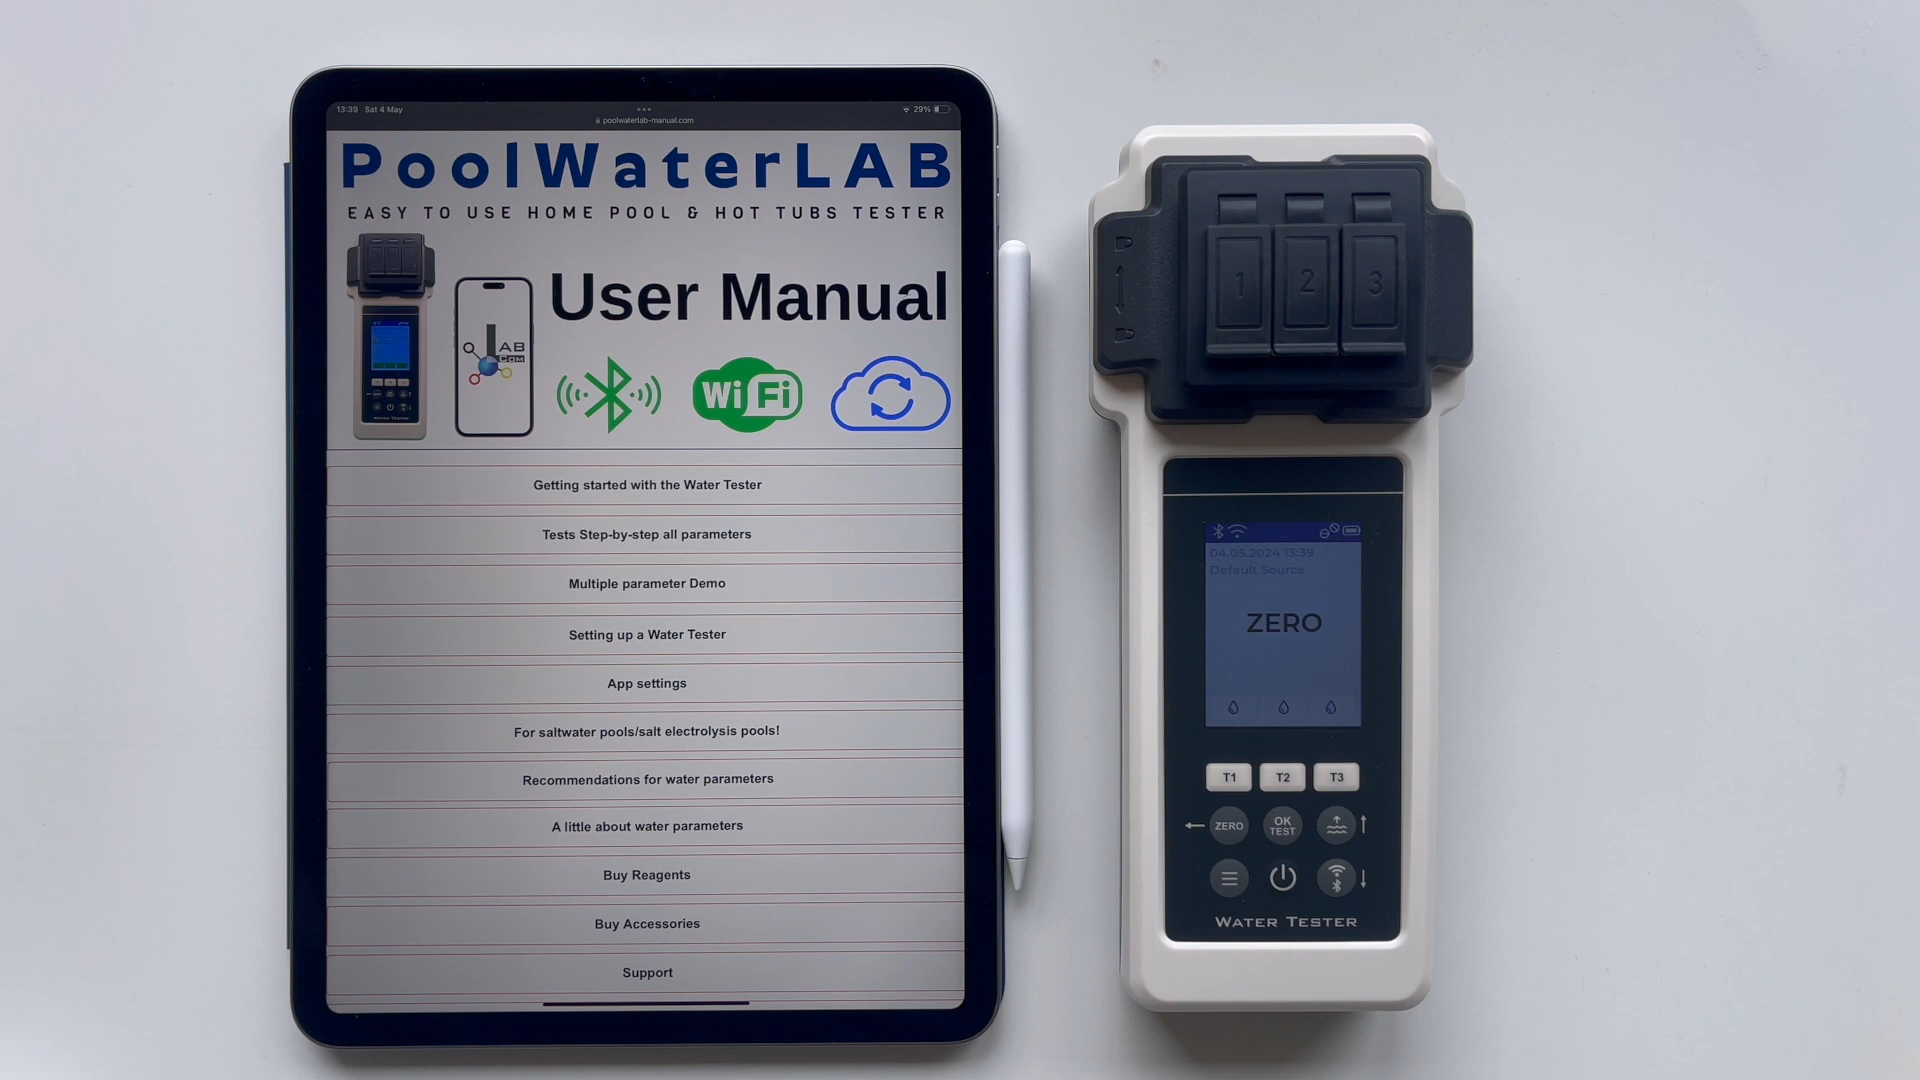 13:39 Sat 4 May
29%
poolwaterlab-manual.com
PoolWaterLAB
EASY TO USE HOME POOL & HOT TUBS TESTER
User Manual
LAB
COM
WiFi
Getting started with the Water Tester
Tests Step-by-step all parameters
Multiple parameter Demo
Setting up a Water Tester
App settings
For saltwater pools/salt electrolysis pools!
Recommendations for water parameters
A little about water parameters
Buy Reagents
Buy Accessories
Support
1 2 3
04.05.2024 13:39
Default Source
ZERO
T1 T2 T3
ZERO OK TEST
WATER TESTER